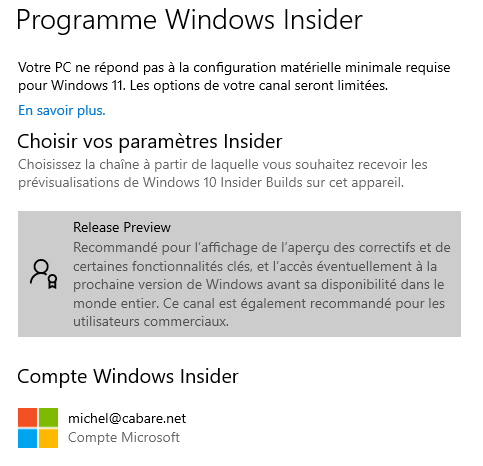 Programme Windows Insider
Votre PC ne répond pas à la configuration matérielle minimale requise
pour Windows 11. Les options de votre canal seront limitées.
En savoir plus.
Choisir vos paramètres Insider
Choisissez la chaîne à partir de laquelle vous souhaitez recevoir les
prévisualisations de Windows 10 Insider Builds sur cet appareil.
Release Preview
Recommandé pour l’affichage de l’aperçu des correctifs et de
certaines fonctionnalités clés, et l’accès éventuellement à la
prochaine version de Windows avant sa disponibilité dans le
monde entier. Ce canal est également recommandé pour les
utilisateurs commerciaux.
Compte Windows Insider
michel@cabare.net
Compte Microsoft